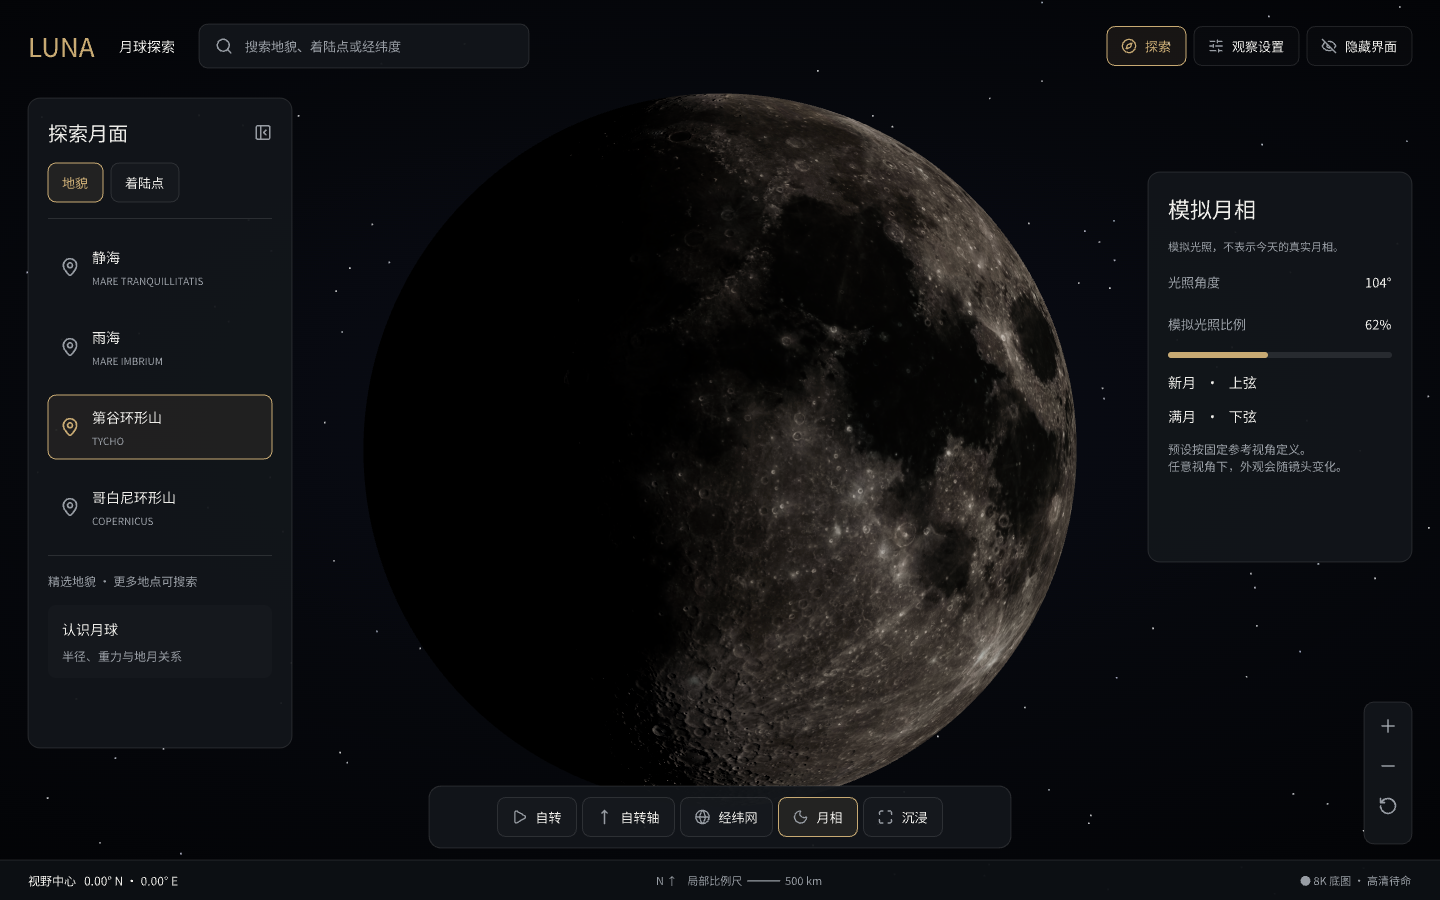 LUNA 月球探索
搜索地貌、着陆点或经纬度
探索
观察设置
隐藏界面
探索月面
地貌
着陆点
静海
MARE TRANQUILLITATIS
雨海
MARE IMBRIUM
第谷环形山
TYCHO
哥白尼环形山
COPERNICUS
精选地貌 · 更多地点可搜索
认识月球
半径、重力与地月关系
模拟月相
模拟光照，不表示今天的真实月相。
光照角度 104°
模拟光照比例 62%
新月 · 上弦
满月 · 下弦
预设按固定参考视角定义。
任意视角下，外观会随镜头变化。
自转
自转轴
经纬网
月相
沉浸
视野中心 0.00° N · 0.00° E
N ↑ 局部比例尺 500 km
8K 底图 · 高清待命